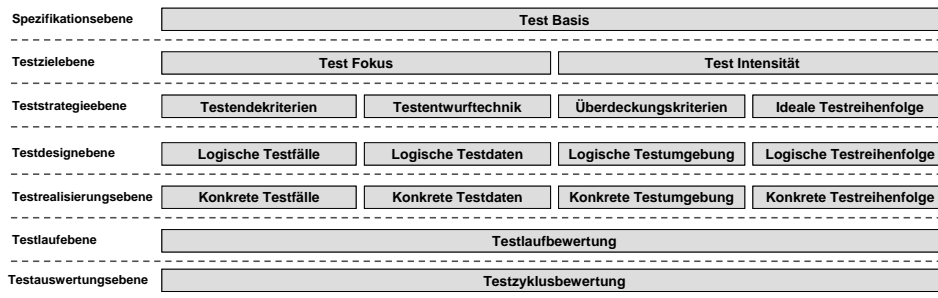 Spezifikationsebene Test Basis
Testzielebene Test Fokus Test Intensität
Teststrategieebene Testendekriterien Testentwurftechnik Überdeckungskriterien Ideale Testreihenfolge
Testdesignebene Logische Testfälle Logische Testdaten Logische Testumgebung Logische Testreihenfolge
Testrealisierungsebene Konkrete Testfälle Konkrete Testdaten Konkrete Testumgebung Konkrete Testreihenfolge
Testlaufebene Testlaufbewertung
Testauswertungsebene Testzyklusbewertung